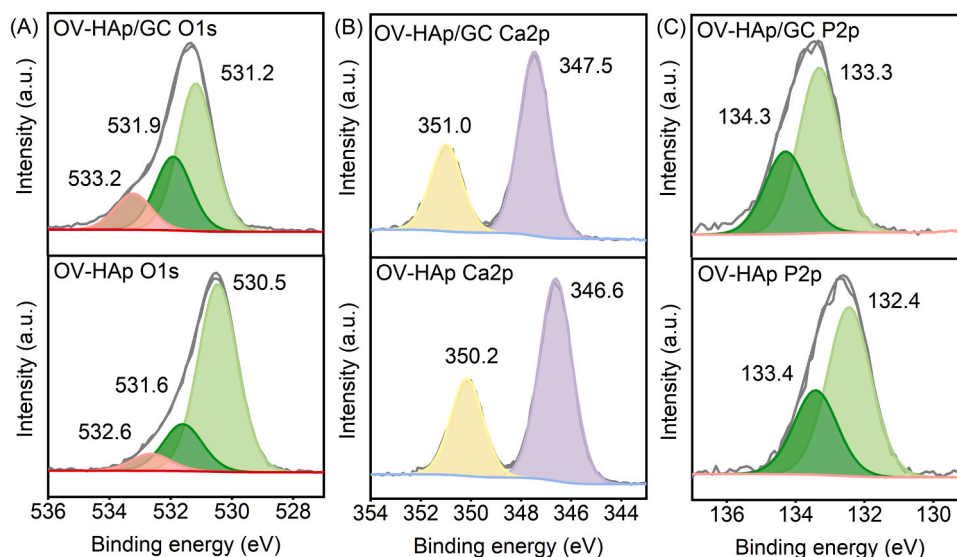 (A)
OV-HAp/GC O1s
531.2
531.9
533.2
Intensity (a.u.)
OV-HAp O1s
530.5
531.6
532.6
Intensity (a.u.)
536 534 532 530 528
Binding energy (eV)
(B)
OV-HAp/GC Ca2p
347.5
351.0
Intensity (a.u.)
OV-HAp Ca2p
346.6
350.2
Intensity (a.u.)
354 352 350 348 346 344
Binding energy (eV)
(C)
OV-HAp/GC P2p
133.3
134.3
Intensity (a.u.)
OV-HAp P2p
132.4
133.4
Intensity (a.u.)
136 134 132 130
Binding energy (eV)